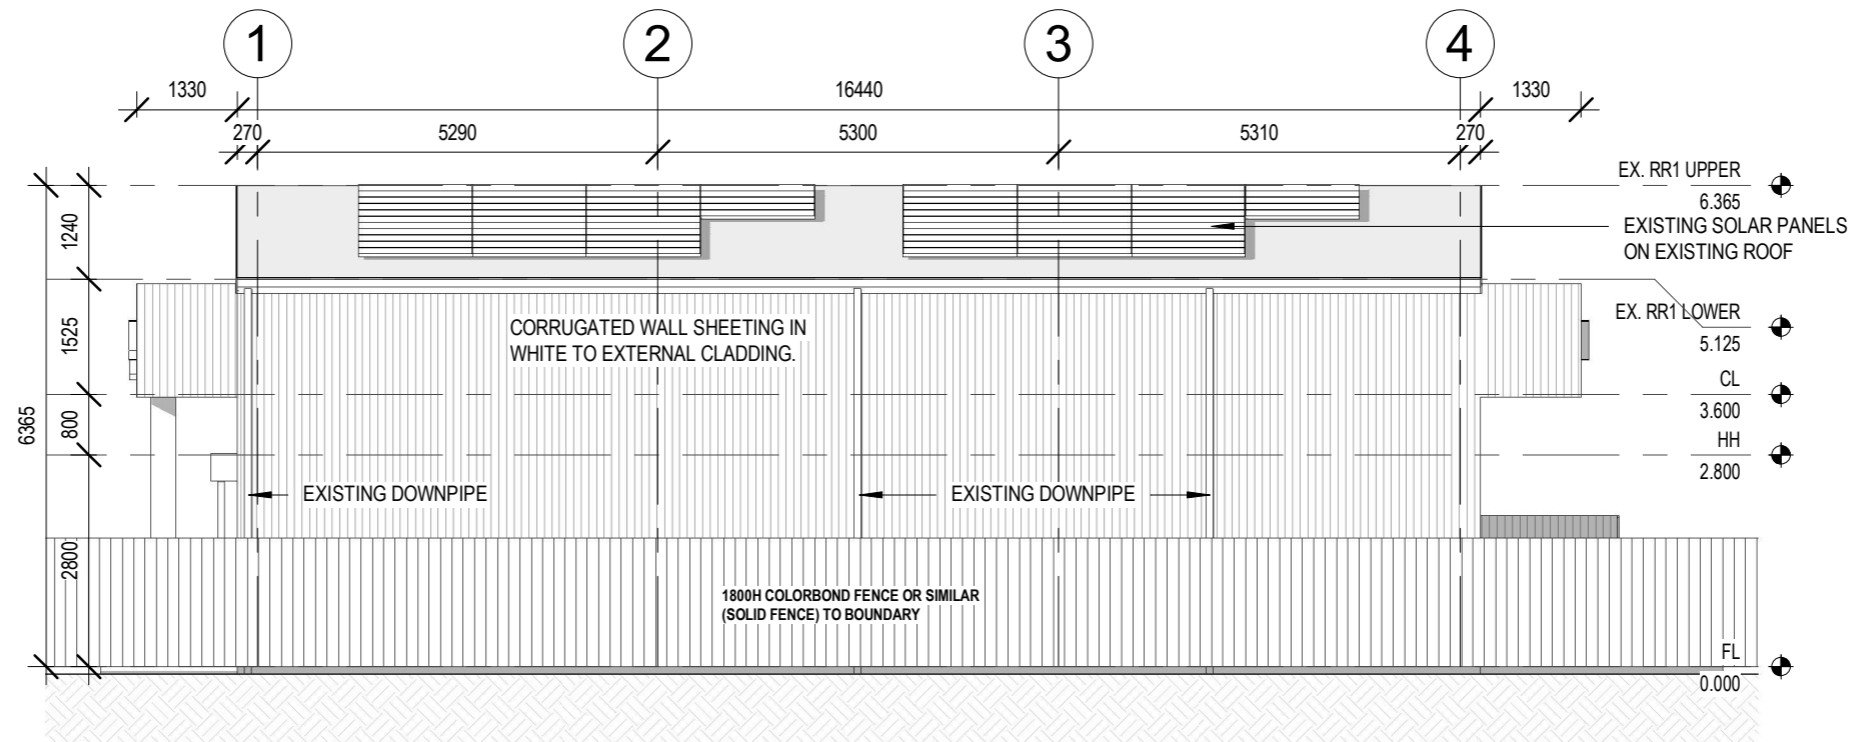 1
2
3
4
1330
16440
1330
270
5290
5300
5310
270
EX. RR1 UPPER
6.365
EXISTING SOLAR PANELS
ON EXISTING ROOF
1240
EX. RR1 LOWER
5.125
CORRUGATED WALL SHEETING IN
WHITE TO EXTERNAL CLADDING.
1525
CL
3.600
6365
800
HH
2.800
EXISTING DOWNPIPE
EXISTING DOWNPIPE
2800
1800H COLORBOND FENCE OR SIMILAR
(SOLID FENCE) TO BOUNDARY
FL
0.000